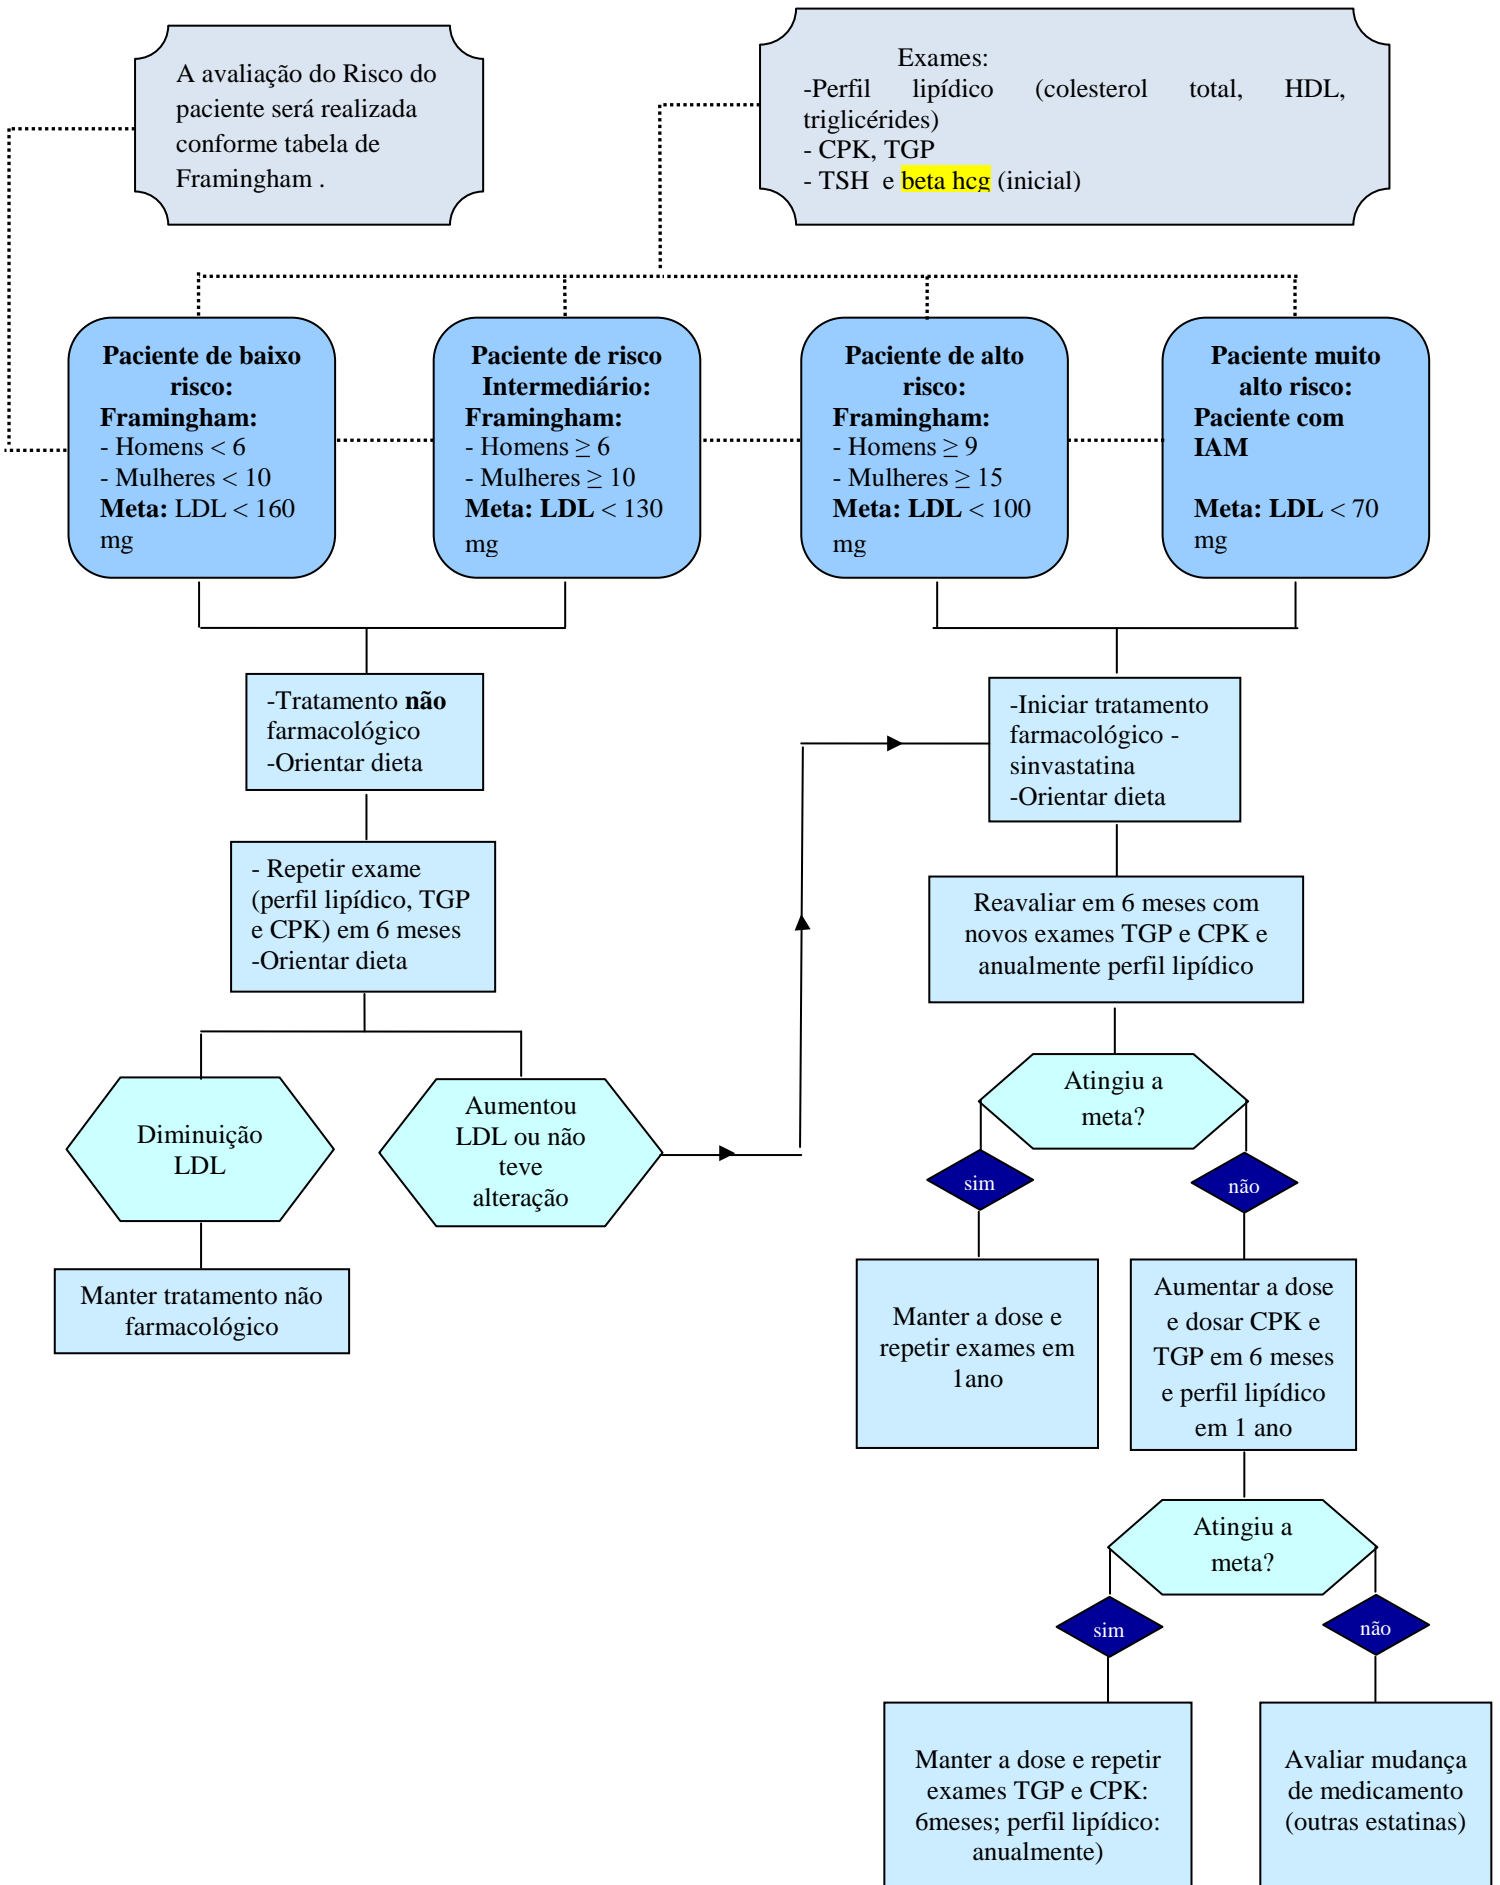 A avaliação do Risco do
paciente será realizada
conforme tabela de
Framingham .
Exames:
-Perfil lipídico (colesterol total, HDL,
triglicérides)
- CPK, TGP
- TSH e beta hcg (inicial)
Paciente de baixo
risco:
Framingham:
- Homens < 6
- Mulheres < 10
Meta: LDL < 160
mg
Paciente de risco
Intermediário:
Framingham:
- Homens ≥ 6
- Mulheres ≥ 10
Meta: LDL < 130
mg
Paciente de alto
risco:
Framingham:
- Homens ≥ 9
- Mulheres ≥ 15
Meta: LDL < 100
mg
Paciente muito
alto risco:
Paciente com
IAM
Meta: LDL < 70
mg
-Tratamento não
farmacológico
-Orientar dieta
-Iniciar tratamento
farmacológico -
sinvastatina
-Orientar dieta
- Repetir exame
(perfil lipídico, TGP
e CPK) em 6 meses
-Orientar dieta
Reavaliar em 6 meses com
novos exames TGP e CPK e
anualmente perfil lipídico
Diminuição
LDL
Aumentou
LDL ou não
teve
alteração
Atingiu a
meta?
sim
não
Manter tratamento não
farmacológico
Manter a dose e
repetir exames em
1ano
Aumentar a dose
e dosar CPK e
TGP em 6 meses
e perfil lipídico
em 1 ano
Atingiu a
meta?
sim
não
Manter a dose e repetir
exames TGP e CPK:
6meses; perfil lipídico:
anualmente)
Avaliar mudança
de medicamento
(outras estatinas)